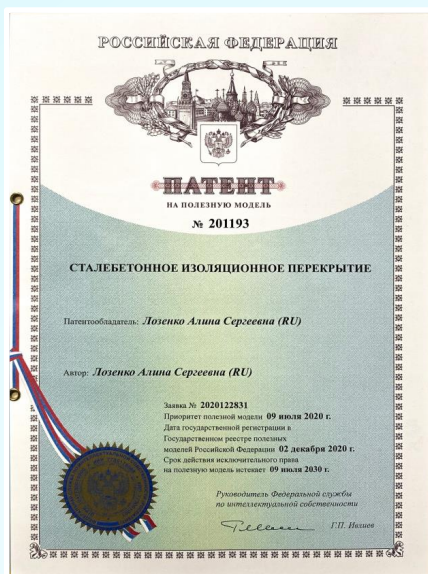 РОССИЙСКАЯ ФЕДЕРАЦИЯ
ПАТЕНТ
НА ПОЛЕЗНУЮ МОДЕЛЬ
№ 201193
СТАЛЕБЕТОННОЕ ИЗОЛЯЦИОННОЕ ПЕРЕКРЫТИЕ
Патентообладатель: Лозенко Алина Сергеевна (RU)
Автор: Лозенко Алина Сергеевна (RU)
Заявка № 2020122831
Приоритет полезной модели 09 июля 2020 г.
Дата государственной регистрации в
Государственном реестре полезных
моделей Российской Федерации 02 декабря 2020 г.
Срок действия исключительного права
на полезную модель истекает 09 июля 2030 г.
Руководитель Федеральной службы
по интеллектуальной собственности
Г.П. Ивлиев